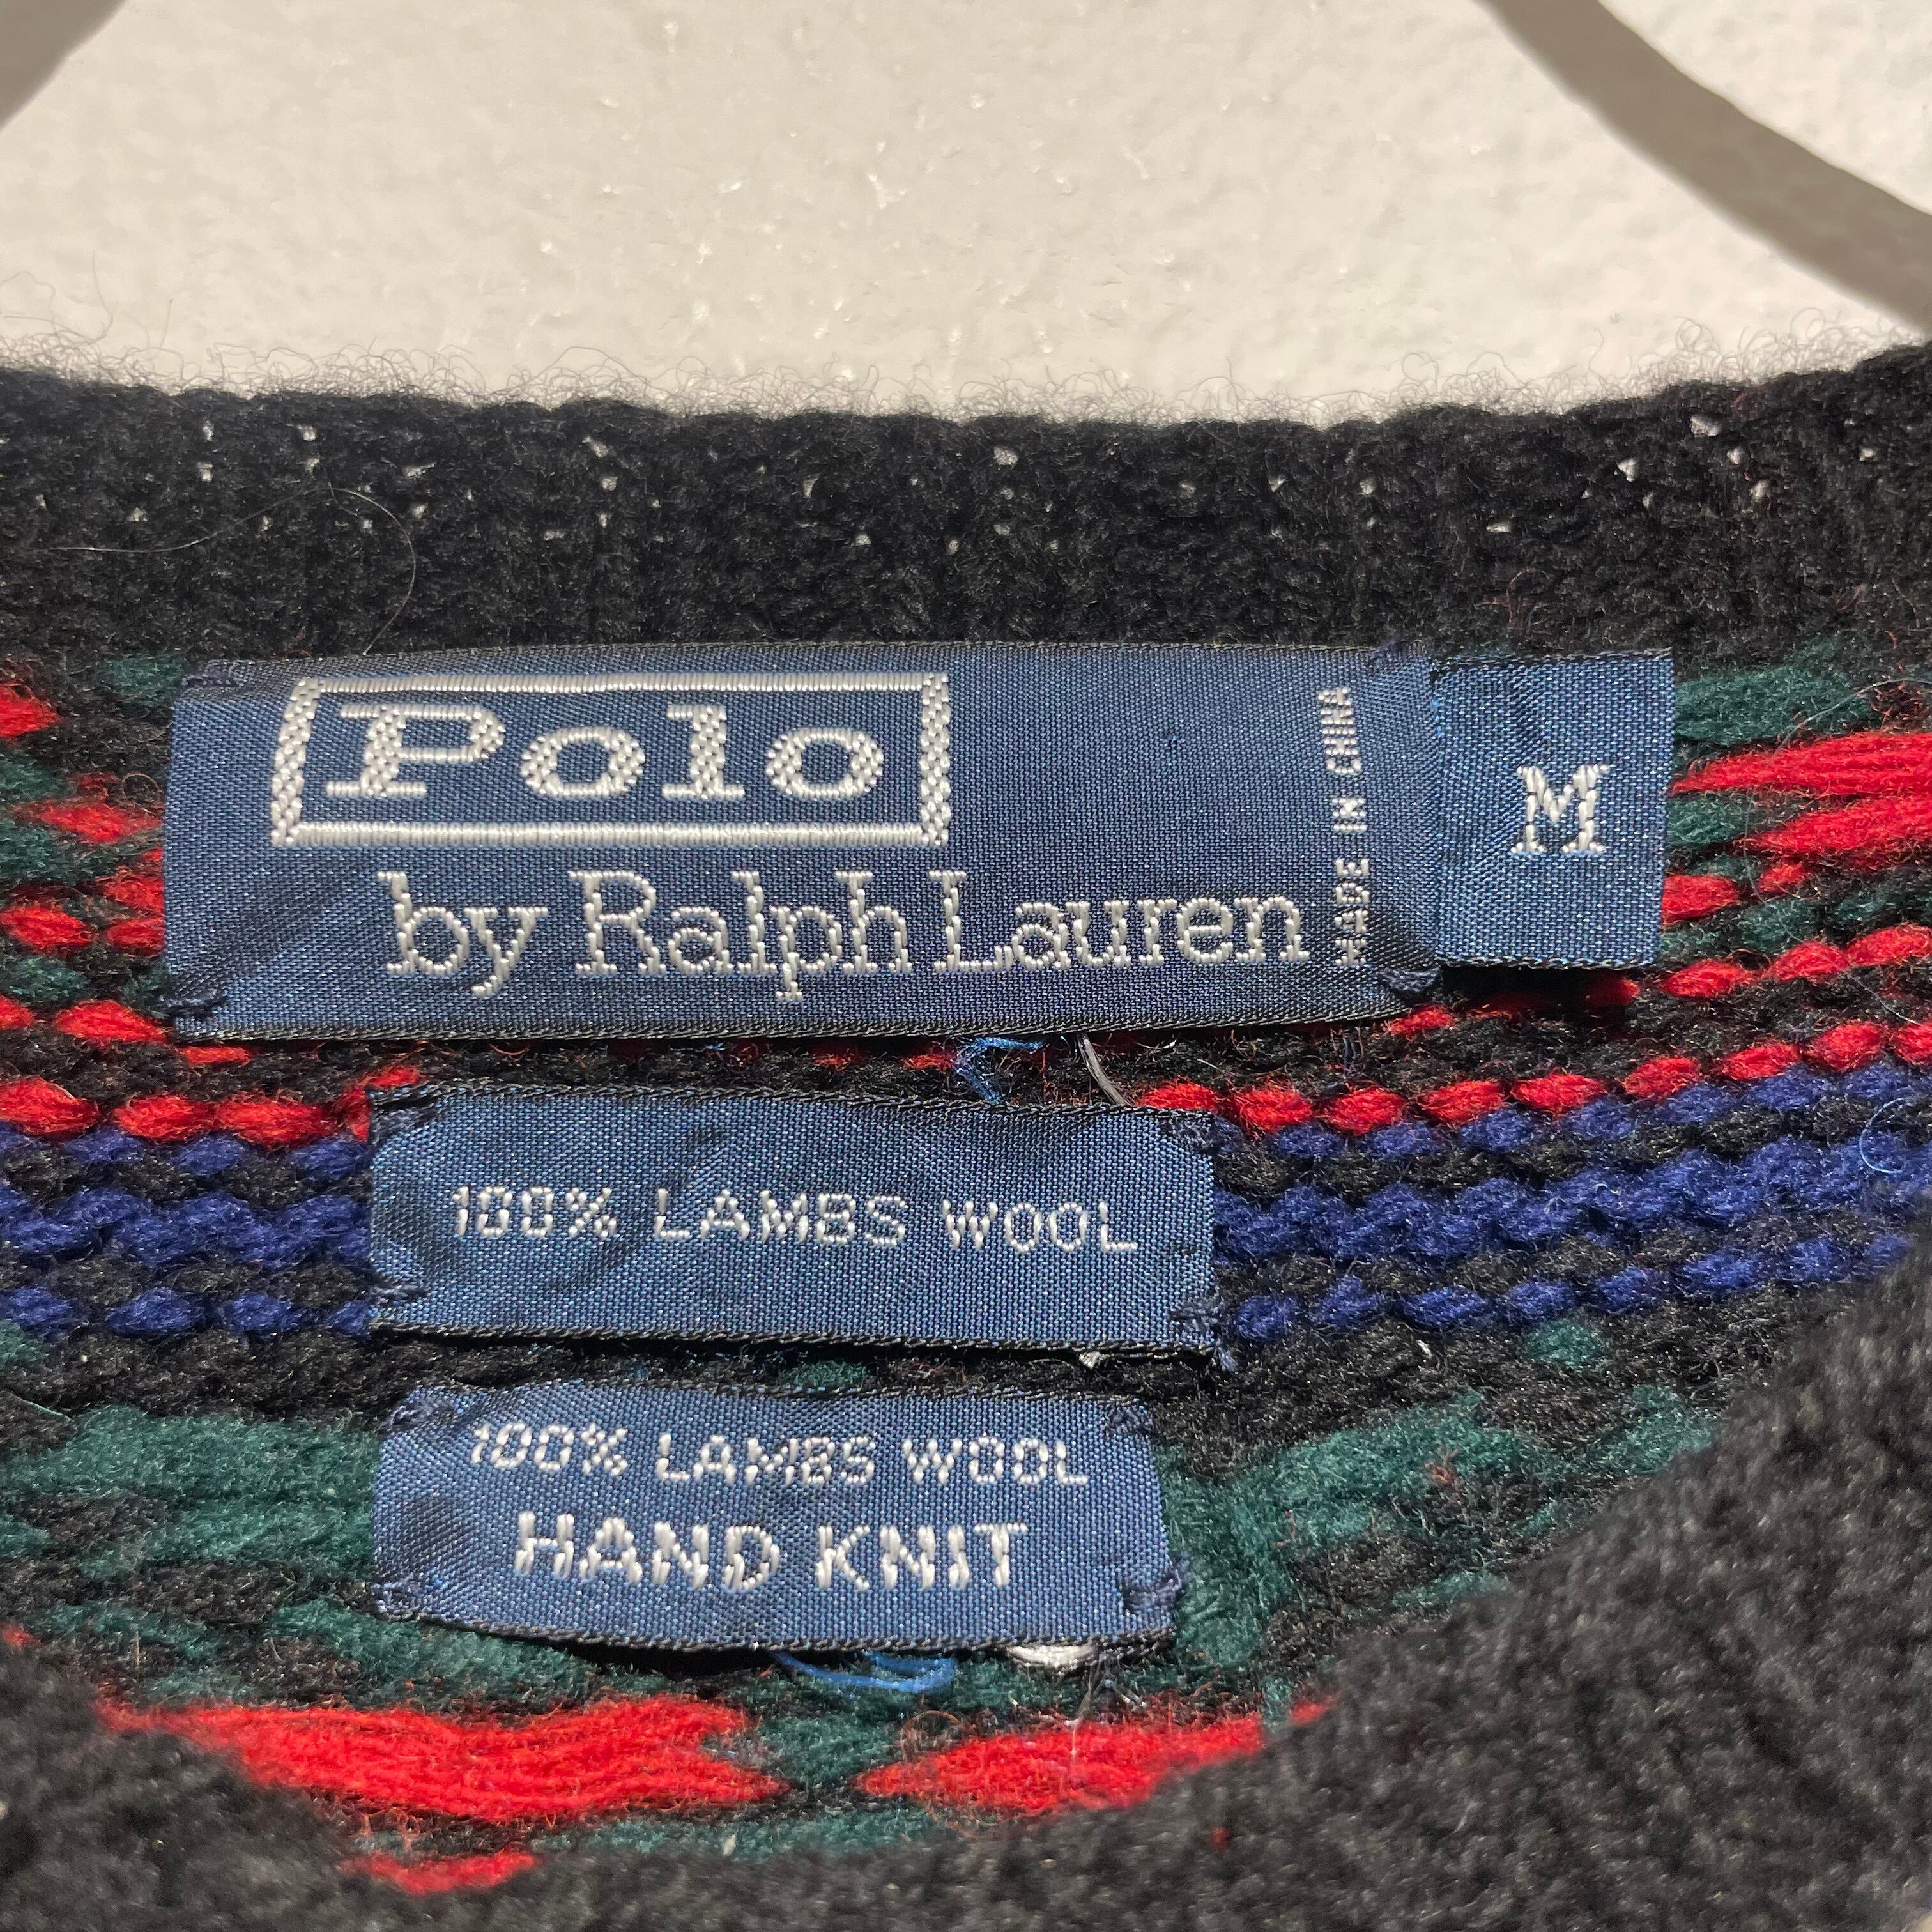 Polo
by Ralph Lauren
MADE IN CHINA
M
100% LAMBS WOOL
100% LAMBS WOOL
HAND KNIT